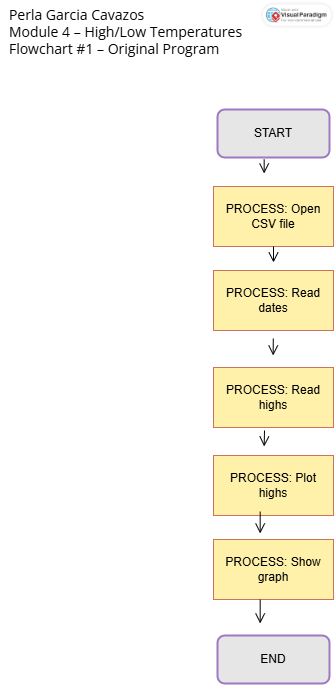 Perla Garcia Cavazos
Module 4 – High/Low Temperatures
Flowchart #1 – Original Program
Visual Paradigm
START
PROCESS: Open
CSV file
PROCESS: Read
dates
PROCESS: Read
highs
PROCESS: Plot
highs
PROCESS: Show
graph
END